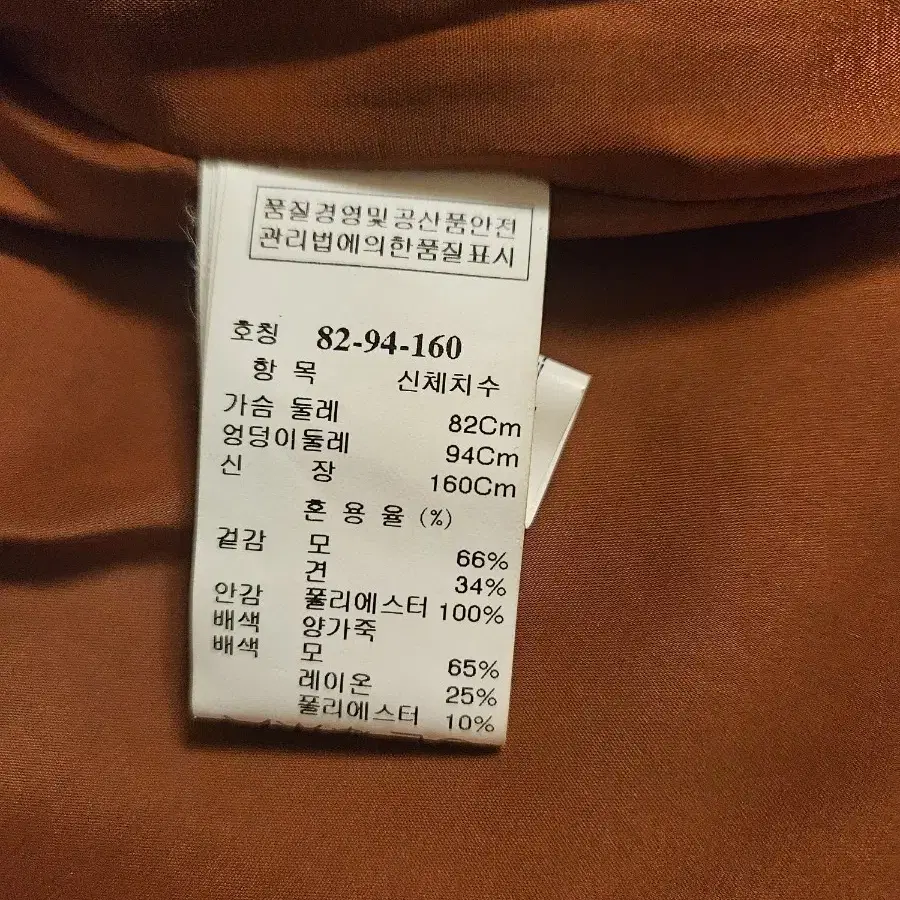 품질경영및공산품안전
관리법에의한품질표시
호칭 82-94-160
항 목 신체치수
가슴 둘레 82Cm
엉덩이둘레 94Cm
신 장 160Cm
혼 용 율 (%)
겉감 모 66%
견 34%
안감 폴리에스터 100%
배색 양가죽
배색 모 65%
레이온 25%
폴리에스터 10%